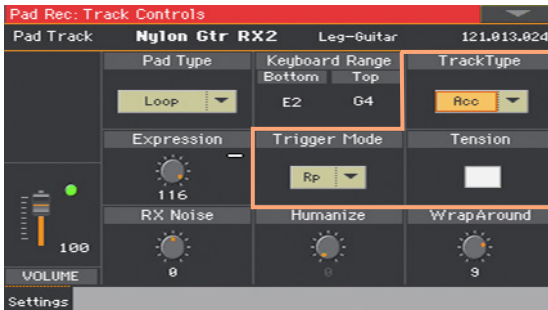 Pad Rec: Track Controls
Pad Track Nylon Gtr RX2 Leg-Guitar 121.013.024
Pad Type Keyboard Range TrackType
Bottom Top
Loop E2 G4 Acc
Expression Trigger Mode Tension
Rp
116
RX Noise Humanize WrapAround
100
VOLUME 0 0 9
Settings